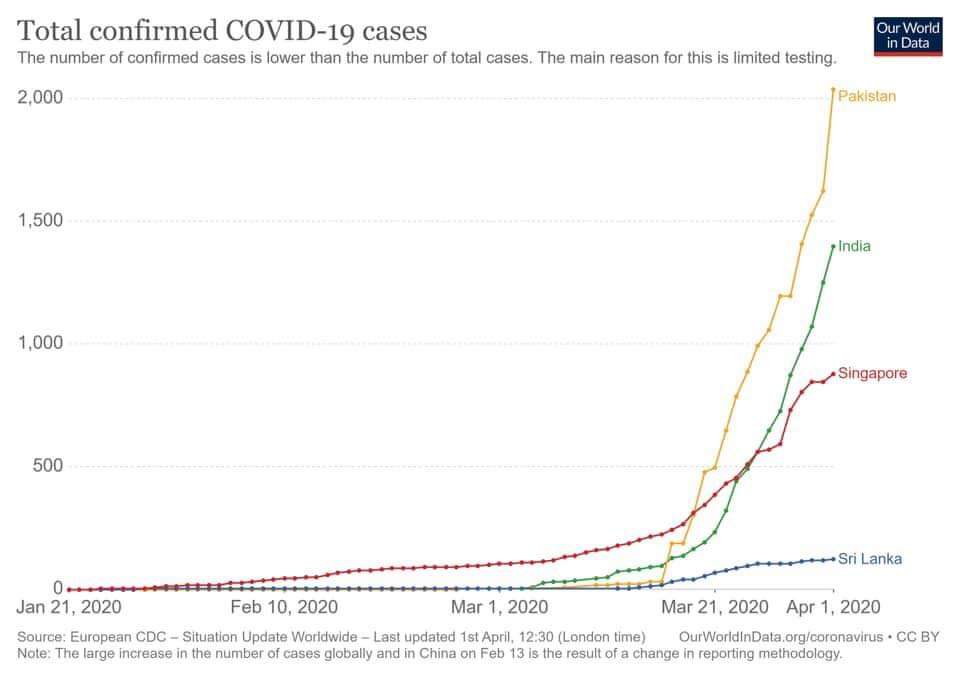 Total confirmed COVID-19 cases
The number of confirmed cases is lower than the number of total cases. The main reason for this is limited testing.
Our World
in Data
2,000
Pakistan
1,500
India
1,000
Singapore
500
Sri Lanka
0
Jan 21, 2020 Feb 10, 2020 Mar 1, 2020 Mar 21, 2020 Apr 1, 2020
Source: European CDC – Situation Update Worldwide – Last updated 1st April, 12:30 (London time) OurWorldInData.org/coronavirus • CC BY
Note: The large increase in the number of cases globally and in China on Feb 13 is the result of a change in reporting methodology.